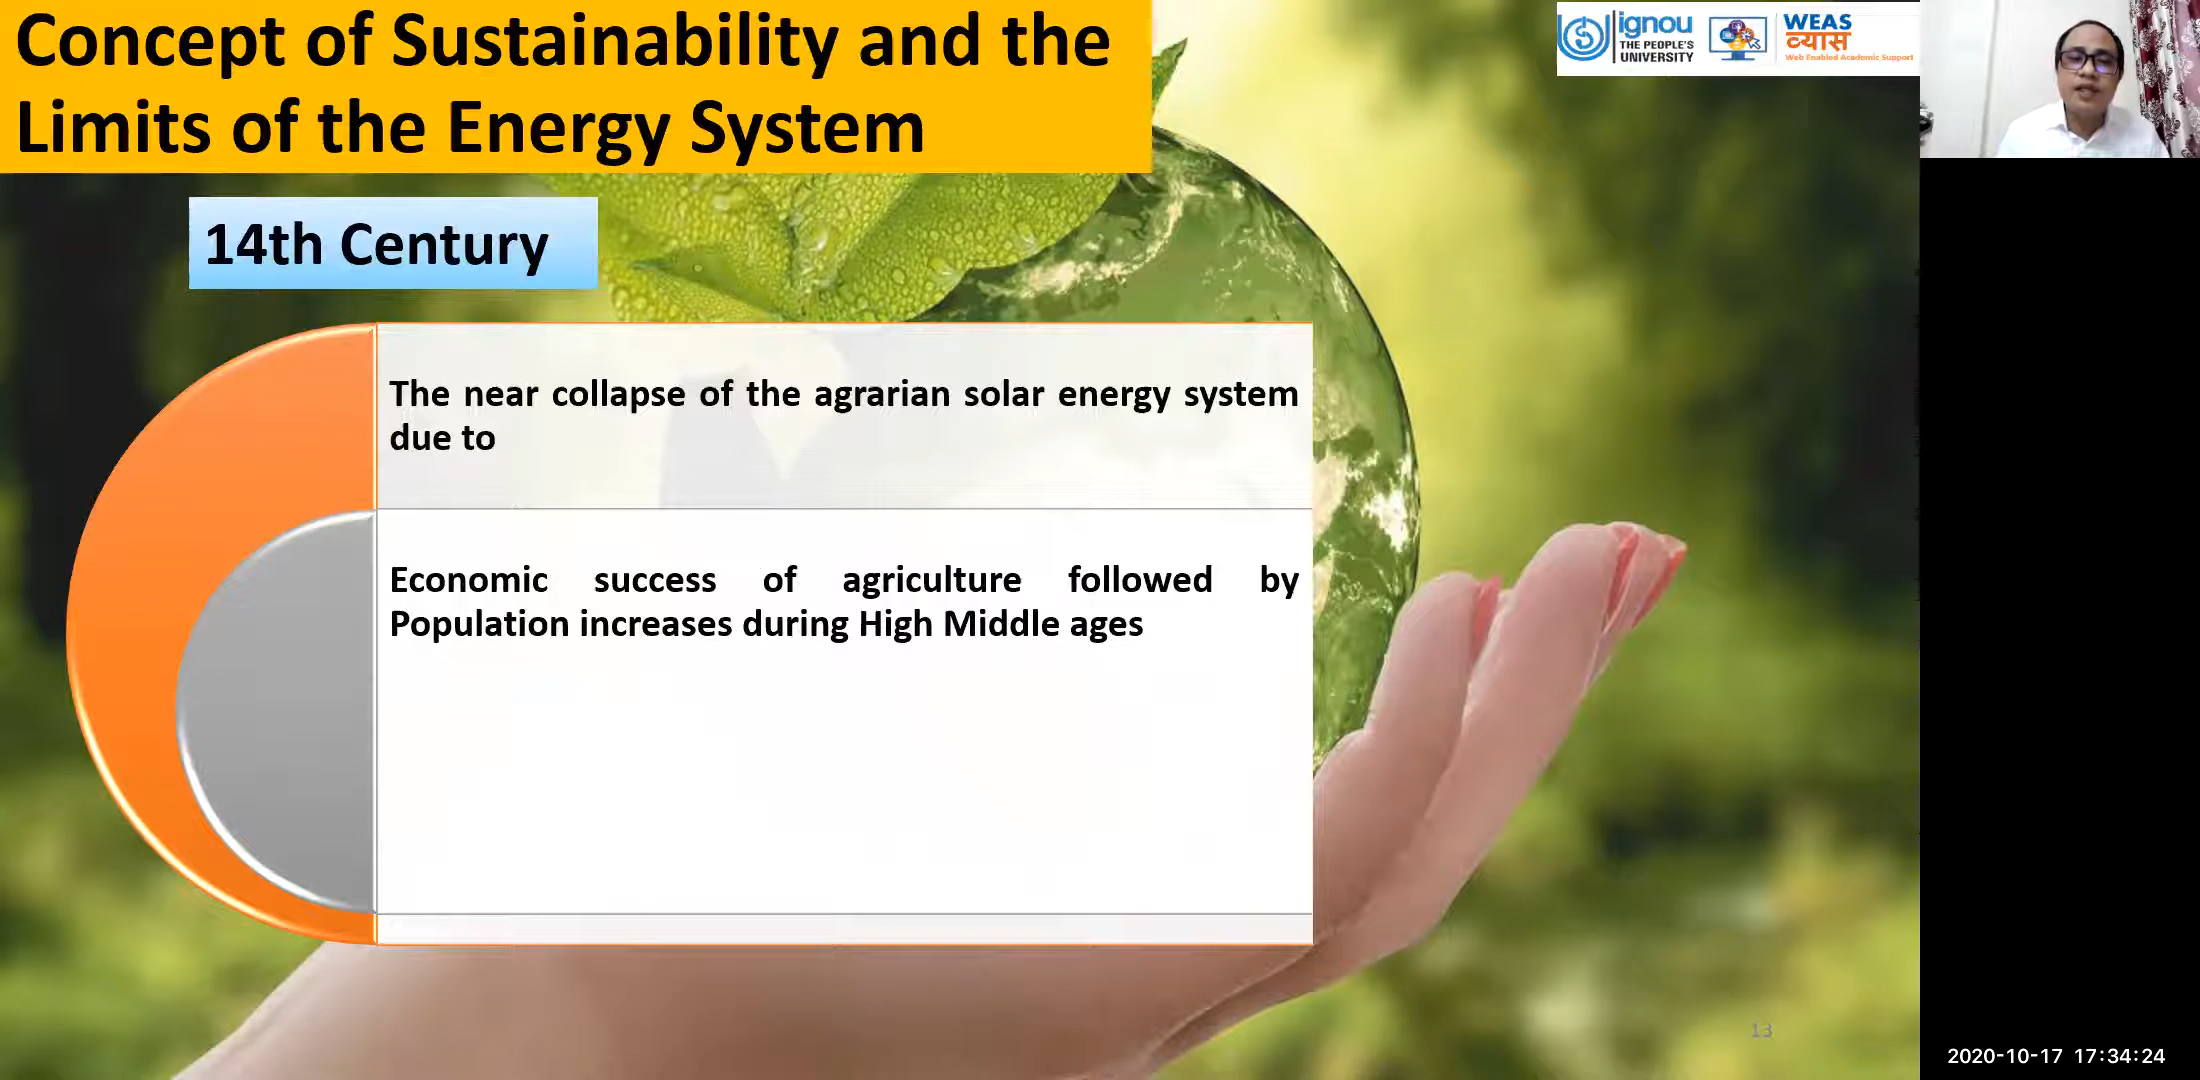 Concept of Sustainability and the
Limits of the Energy System
ignou
THE PEOPLE'S
UNIVERSITY
WEAS
व्यास
Web Enabled Academic Support
14th Century
The near collapse of the agrarian solar energy system
due to
Economic success of agriculture followed by
Population increases during High Middle ages
13
2020-10-17 17:34:24